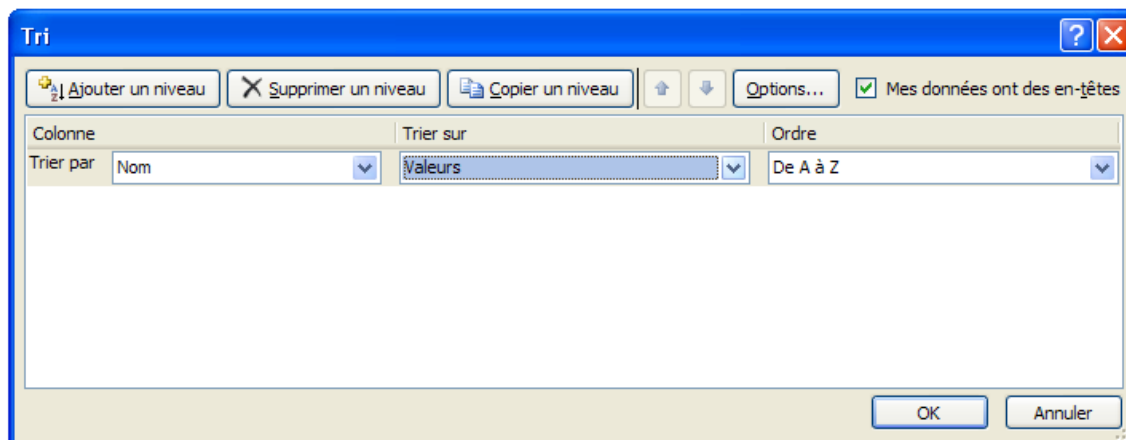 Tri
Ajouter un niveau Supprimer un niveau Copier un niveau Options... Mes données ont des en-têtes
Colonne Trier sur Ordre
Trier par Nom Valeurs De A à Z
OK Annuler